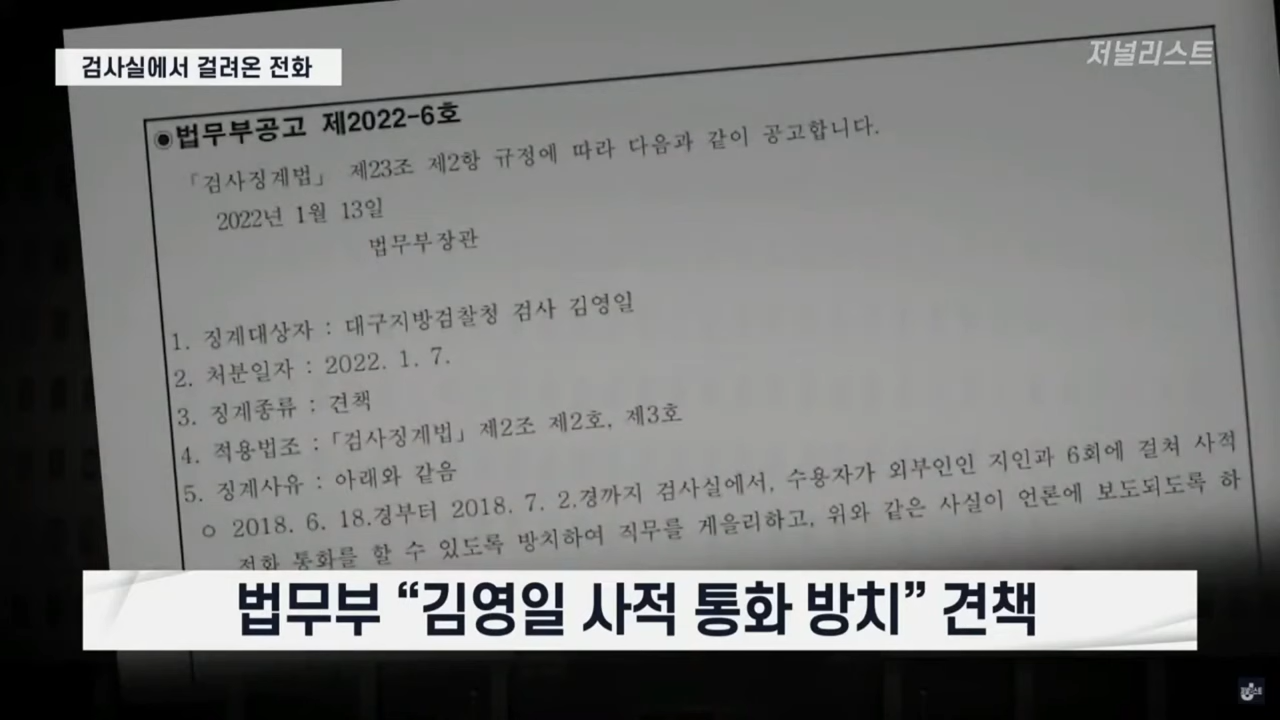 검사실에서 걸려온 전화
저널리스트
◉법무부공고 제2022-6호
「검사징계법」 제23조 제2항 규정에 따라 다음과 같이 공고합니다.
2022년 1월 13일
법무부장관
1. 징계대상자 : 대구지방검찰청 검사 김영일
2. 처분일자 : 2022. 1. 7.
3. 징계종류 : 견책
4. 적용법조 : 「검사징계법」 제2조 제2호, 제3호
5. 징계사유 : 아래와 같음
ㅇ 2018. 6. 18.경부터 2018. 7. 2.경까지 검사실에서, 수용자가 외부인인 지인과 6회에 걸쳐 사적
전화 통화를 할 수 있도록 방치하여 직무를 게을리하고, 위와 같은 사실이 언론에 보도되도록 하
법무부 “김영일 사적 통화 방치” 견책